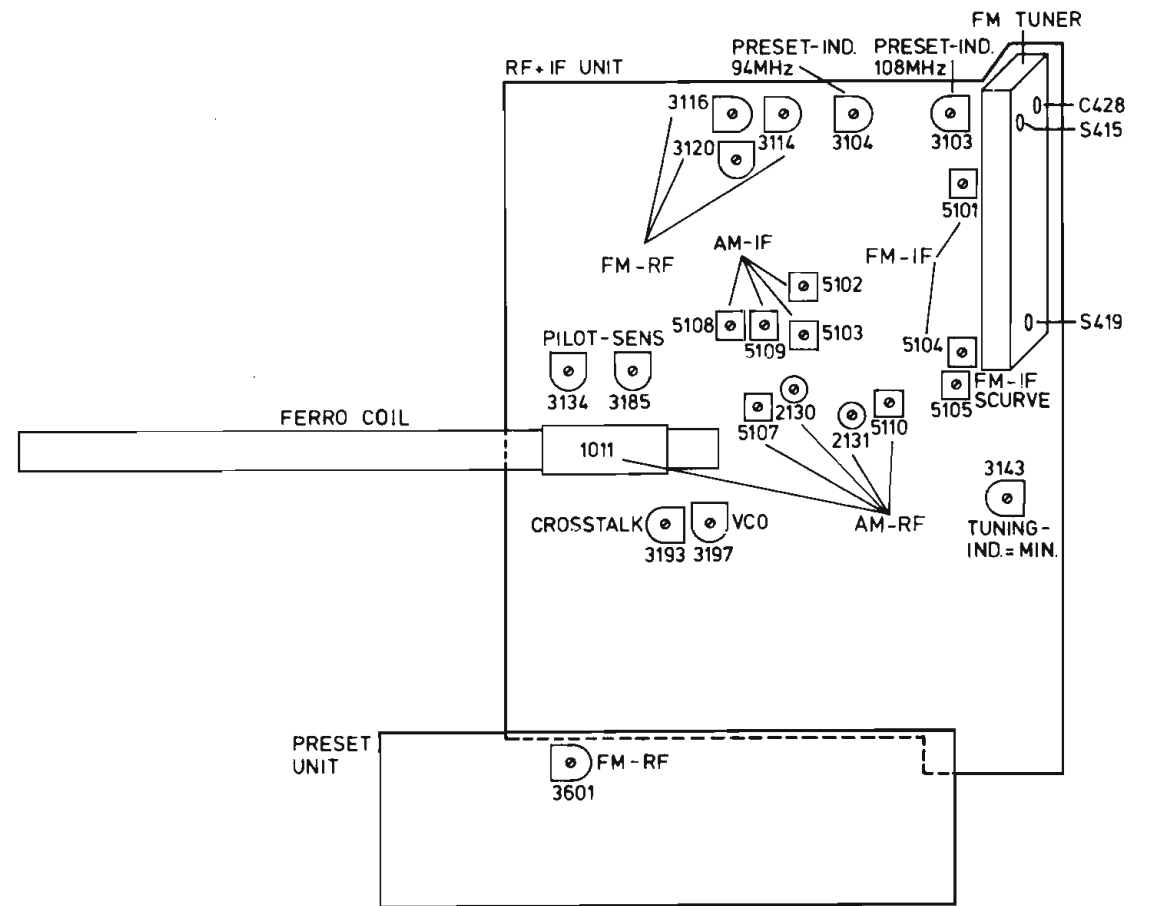 FM TUNER
PRESET-IND. PRESET-IND.
94MHz 108MHz
RF+IF UNIT
3116
C428
S415
3120
3114
3104
3103
5101
AM-IF
FM-IF
FM-RF
5102
5108
5109
5103
S419
PILOT-SENS
5104
3134
3185
FM-IF
SCURVE
5105
2130
FERRO COIL
5107
2131
5110
1011
3143
CROSSTALK
VCO
AM-RF
TUNING-
IND.=MIN.
3193
3197
PRESET
UNIT
FM-RF
3601